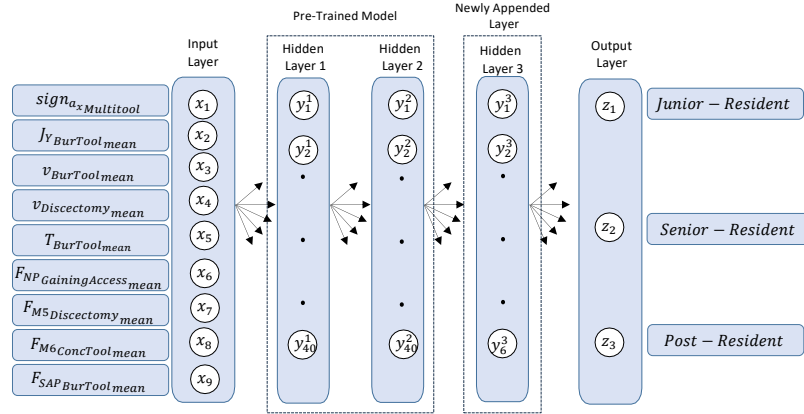 Pre-Trained Model
Newly Appended
Layer
Input
Layer
Hidden
Layer 1
Hidden
Layer 2
Hidden
Layer 3
Output
Layer
sign_{a_{x_{Multitool}}}
J_{Y_{BurTool_{mean}}}
v_{BurTool_{mean}}
v_{Discectomy_{mean}}
T_{BurTool_{mean}}
F_{NP_{GainingAccess_{mean}}}
F_{M5_{Discectomy_{mean}}}
F_{M6_{ConcTool_{mean}}}
F_{SAP_{BurTool_{mean}}}
x_1
x_2
x_3
x_4
x_5
x_6
x_7
x_8
x_9
y_1^1
y_2^1
y_{40}^1
y_1^2
y_2^2
y_{40}^2
y_1^3
y_2^3
y_6^3
z_1
z_2
z_3
Junior − Resident
Senior − Resident
Post − Resident